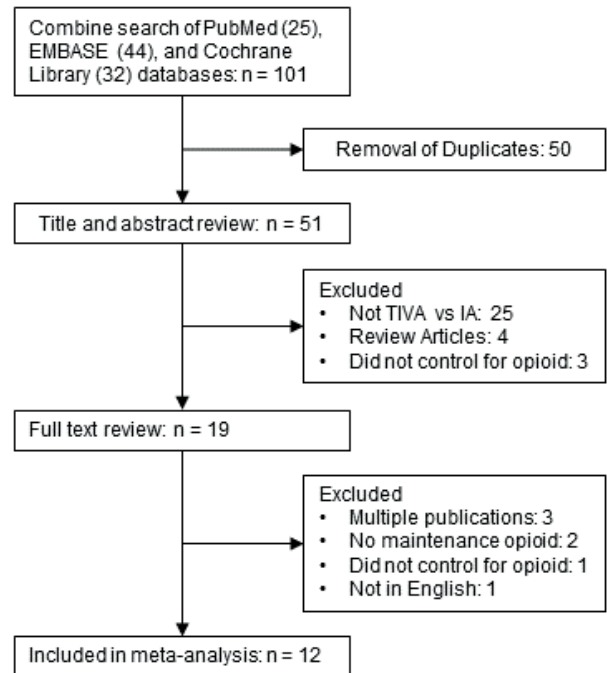 Combine search of PubMed (25),
EMBASE (44), and Cochrane
Library (32) databases: n = 101
Removal of Duplicates: 50
Title and abstract review: n = 51
Excluded
• Not TIVA vs IA: 25
• Review Articles: 4
• Did not control for opioid: 3
Full text review: n = 19
Excluded
• Multiple publications: 3
• No maintenance opioid: 2
• Did not control for opioid: 1
• Not in English: 1
Included in meta-analysis: n = 12